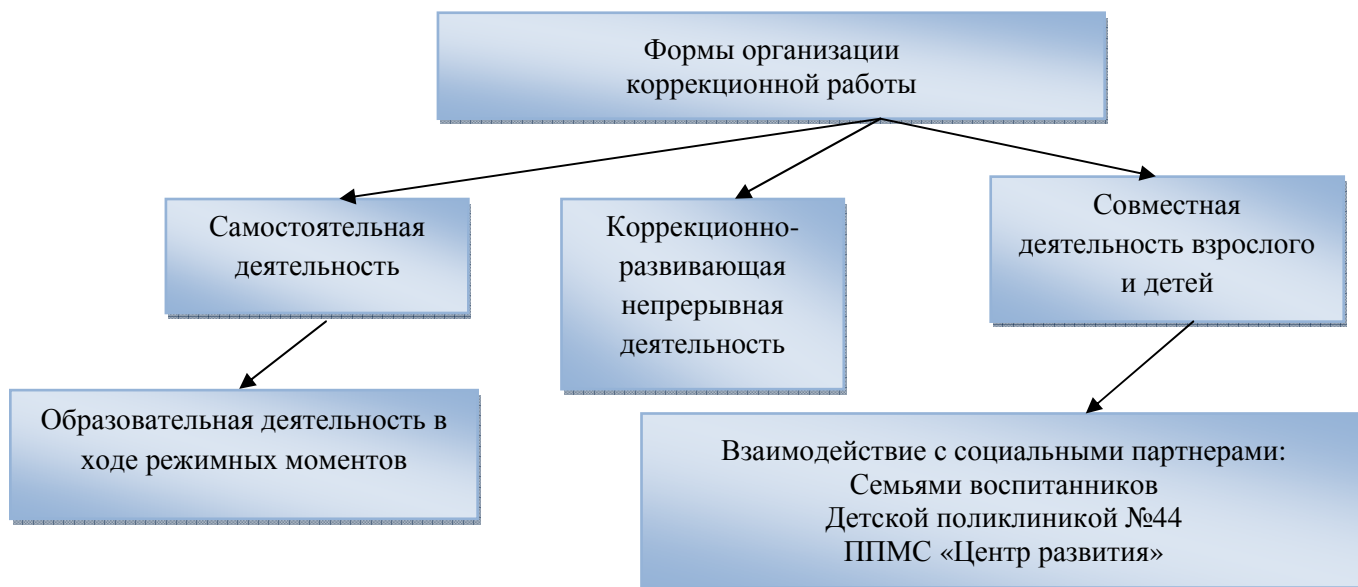 Формы организации
коррекционной работы
Самостоятельная
деятельность
Коррекционно-
развивающая
непрерывная
деятельность
Совместная
деятельность взрослого
и детей
Образовательная деятельность в
ходе режимных моментов
Взаимодействие с социальными партнерами:
Семьями воспитанников
Детской поликлиникой №44
ППМС «Центр развития»